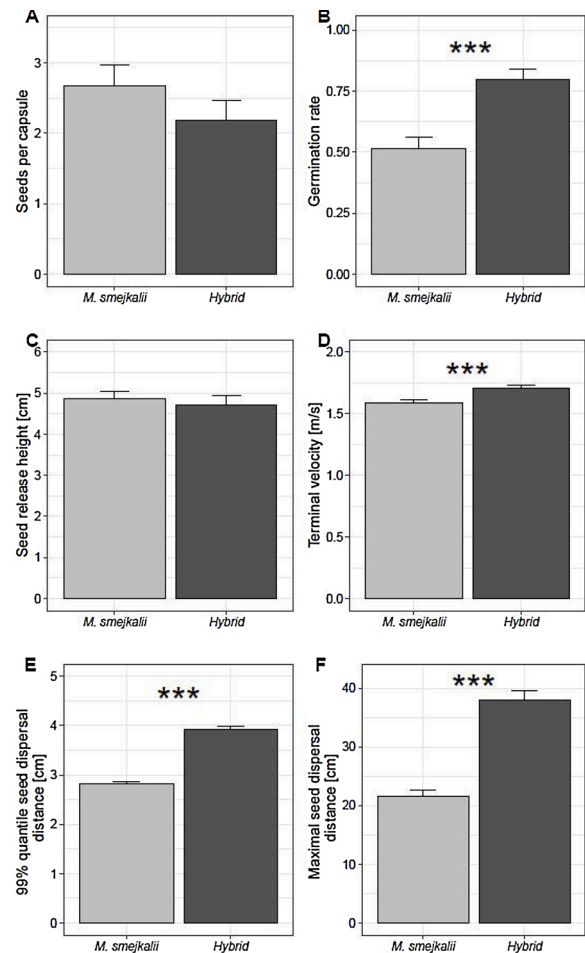 A
Seeds per capsule
3
2
1
0
M. smejkalii Hybrid
B
Germination rate
1.00
0.75
0.50
0.25
0.00
***
M. smejkalii Hybrid
C
Seed release height [cm]
6
5
4
3
2
1
0
M. smejkalii Hybrid
D
Terminal velocity [m/s]
2.0
1.5
1.0
0.5
0.0
***
M. smejkalii Hybrid
E
99% quantile seed dispersal
distance [cm]
5
4
3
2
1
0
***
M. smejkalii Hybrid
F
Maximal seed dispersal
distance [cm]
40
30
20
10
0
***
M. smejkalii Hybrid